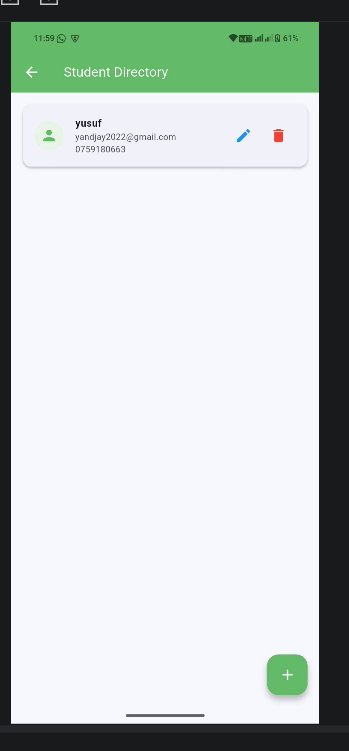 11:59
61%
Student Directory
yusuf
yandjay2022@gmail.com
0759180663